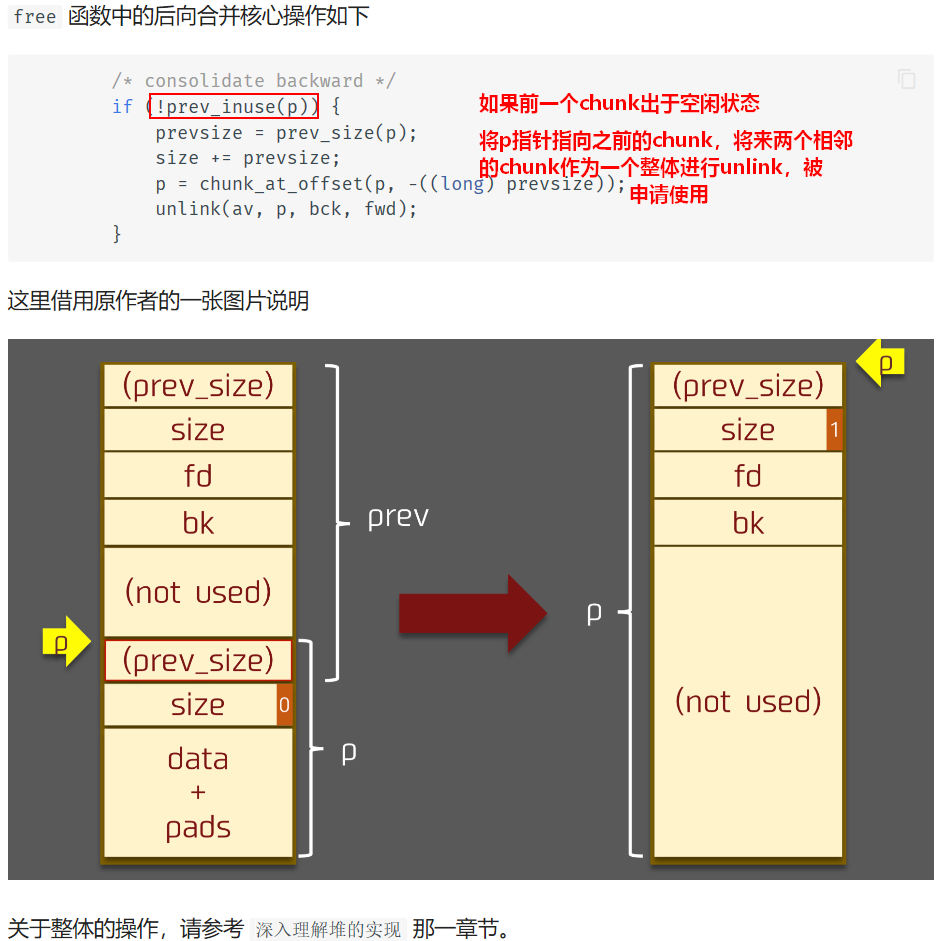 free 函数中的后向合并核心操作如下
/* consolidate backward */
if (!prev_inuse(p)) {
如果前一个chunk出于空闲状态
prevsize = prev_size(p);
将p指针指向之前的chunk，将来两个相邻
size += prevsize;
的chunk作为一个整体进行unlink，被
p = chunk_at_offset(p, -((long) prevsize));
申请使用
unlink(av, p, bck, fwd);
}
这里借用原作者的一张图片说明
(prev_size)
size
fd
bk
(not used)
prev
p
(prev_size)
size 0
data
+
pads
p
p
(prev_size)
size 1
fd
bk
(not used)
p
关于整体的操作，请参考 深入理解堆的实现 那一章节。